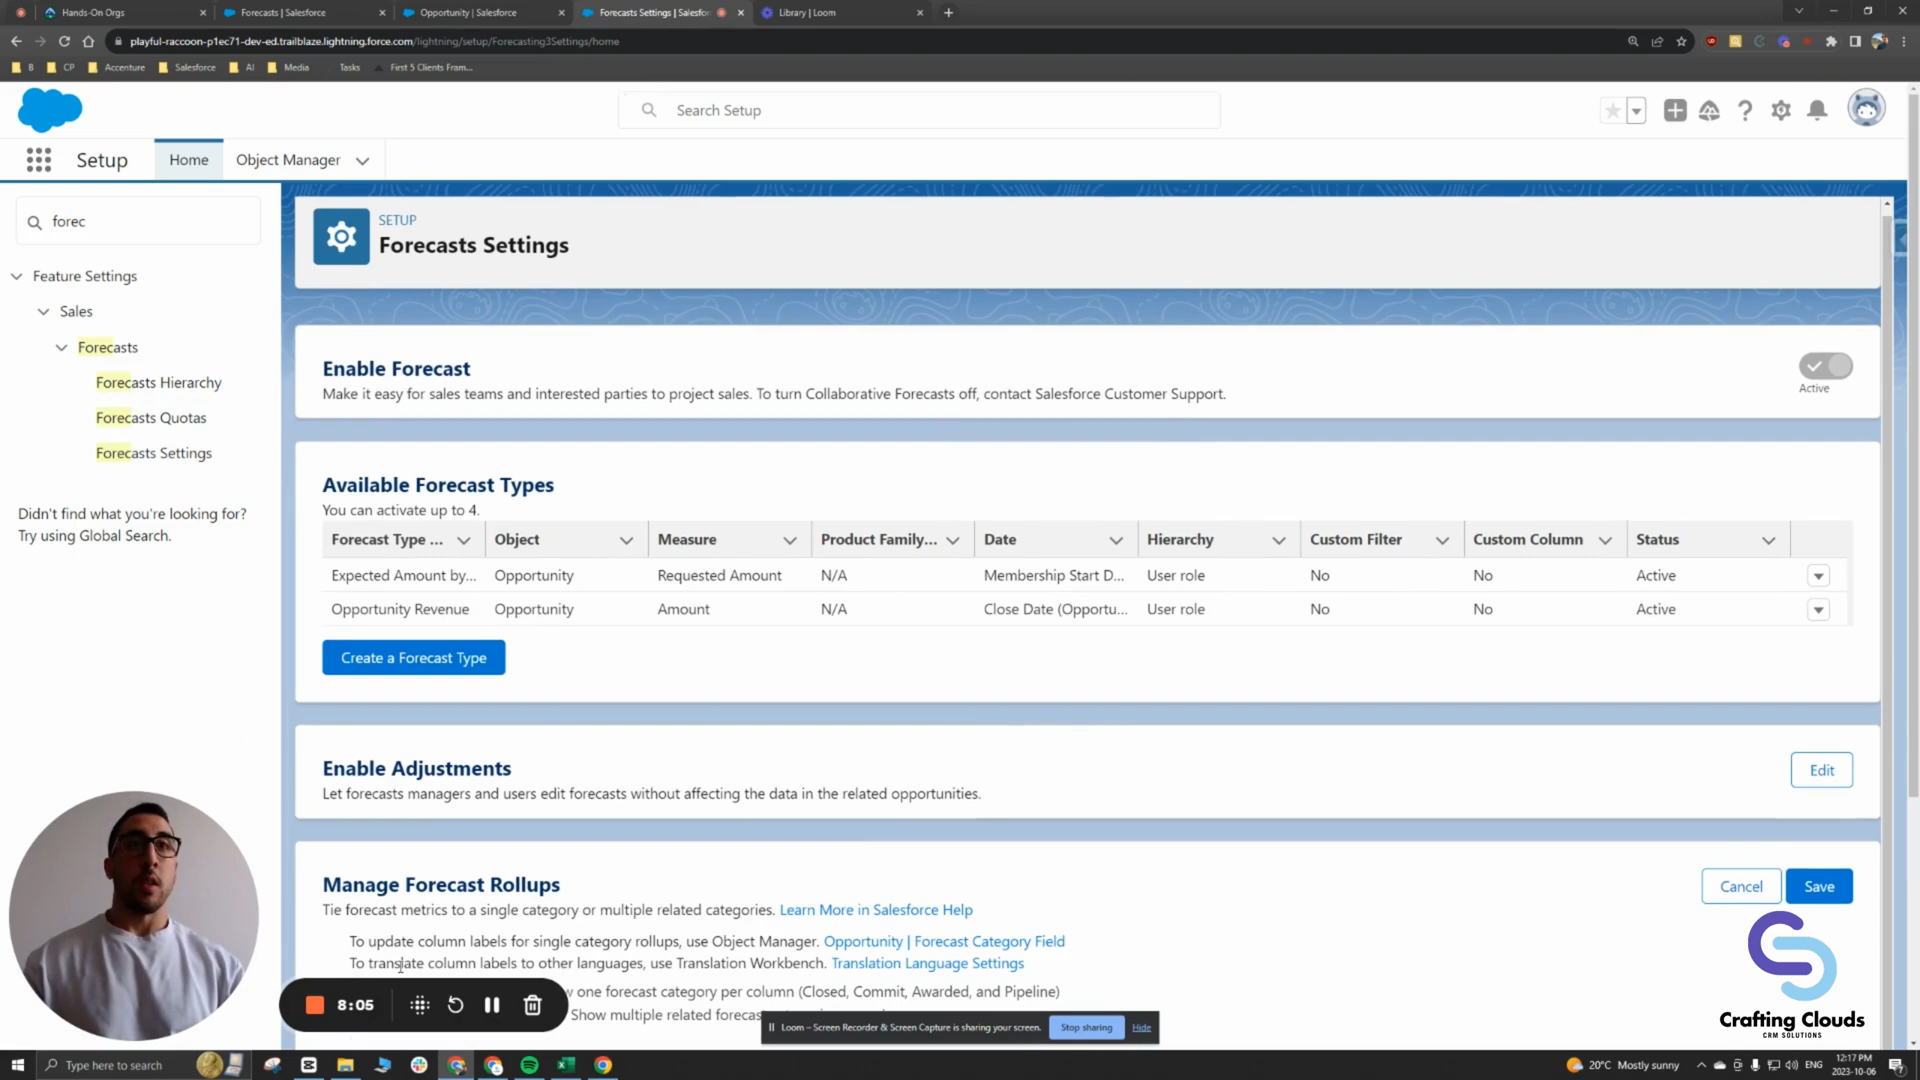 Hands-On Orgs
Forecasts | Salesforce
Opportunity | Salesforce
Forecasts Settings | Salesfor
Library | Loom
playful-raccoon-p1ec71-dev-ed.trailblaze.lightning.force.com/lightning/setup/Forecasting3Settings/home
B
CP
Accenture
Salesforce
AI
Media
Tasks
First 5 Clients Fram...
Search Setup
Setup
Home
Object Manager
forec
Feature Settings
Sales
Forecasts
Forecasts Hierarchy
Forecasts Quotas
Forecasts Settings
Didn't find what you're looking for?
Try using Global Search.
SETUP
Forecasts Settings
Enable Forecast
Make it easy for sales teams and interested parties to project sales. To turn Collaborative Forecasts off, contact Salesforce Customer Support.
Active
Available Forecast Types
You can activate up to 4.
Forecast Type ... Object Measure Product Family... Date Hierarchy Custom Filter Custom Column Status
Expected Amount by... Opportunity Requested Amount N/A Membership Start D... User role No No Active
Opportunity Revenue Opportunity Amount N/A Close Date (Opportu... User role No No Active
Create a Forecast Type
Enable Adjustments
Let forecasts managers and users edit forecasts without affecting the data in the related opportunities.
Edit
Manage Forecast Rollups
Tie forecast metrics to a single category or multiple related categories. Learn More in Salesforce Help
Cancel
Save
To update column labels for single category rollups, use Object Manager. Opportunity | Forecast Category Field
To translate column labels to other languages, use Translation Workbench. Translation Language Settings
one forecast category per column (Closed, Commit, Awarded, and Pipeline)
Show multiple related foreca
8:05
Loom – Screen Recorder & Screen Capture is sharing your screen.
Stop sharing
Hide
Crafting Clouds
CRM SOLUTIONS
Type here to search
20°C Mostly sunny
ENG
12:17 PM
2023-10-06